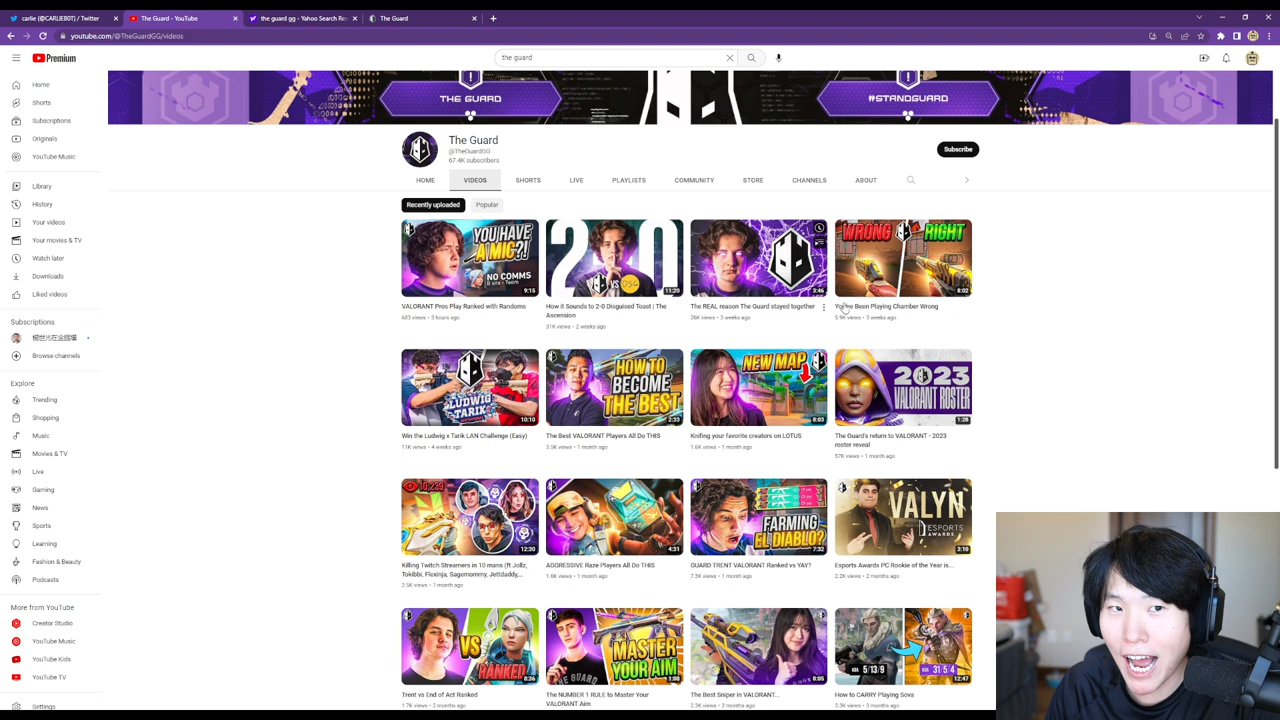 carlie (@CARLIEB0T) / Twitter
The Guard - YouTube
the guard gg - Yahoo Search Res
The Guard
youtube.com/@TheGuardGG/videos
Premium
the guard
Home
Shorts
Subscriptions
Originals
YouTube Music
Library
History
Your videos
Your movies & TV
Watch later
Downloads
Liked videos
Subscriptions
Browse channels
Explore
Trending
Shopping
Music
Movies & TV
Live
Gaming
News
Sports
Learning
Fashion & Beauty
Podcasts
More from YouTube
Creator Studio
YouTube Music
YouTube Kids
YouTube TV
Settings
THE GUARD
#STANDGUARD
The Guard
@TheGuardGG
67.4K subscribers
Subscribe
HOME
VIDEOS
SHORTS
LIVE
PLAYLISTS
COMMUNITY
STORE
CHANNELS
ABOUT
Recently uploaded
Popular
YOU HAVE
A MIC?!
NO COMMS
9:15
2-0
VS
DSG
11:20
3:46
WRONG
RIGHT
8:02
VALORANT Pros Play Ranked with Randoms
683 views • 3 hours ago
How it Sounds to 2-0 Disguised Toast | The
Ascension
31K views • 2 weeks ago
The REAL reason The Guard stayed together
26K views • 3 weeks ago
You've Been Playing Chamber Wrong
5.9K views • 3 weeks ago
LUDWIG
TARIK
10:10
HOW TO
BECOME
THE BEST
2:33
NEW MAP
8:03
2023
VALORANT ROSTER
1:28
Win the Ludwig x Tarik LAN Challenge (Easy)
11K views • 4 weeks ago
The Best VALORANT Players All Do THIS
3.5K views • 1 month ago
Knifing your favorite creators on LOTUS
1.6K views • 1 month ago
The Guard's return to VALORANT - 2023
roster reveal
57K views • 1 month ago
12:30
4:31
FARMING
EL DIABLO?
7:32
VALYN
ESPORTS
AWARDS
3:10
Killing Twitch Streamers in 10 mans (ft Jollz,
Tokibbi, Flexinja, Sagemommy, Jettdaddy,...
2.5K views • 1 month ago
AGGRESSIVE Raze Players All Do THIS
1.6K views • 1 month ago
GUARD TRENT VALORANT Ranked vs YAY?
7.3K views • 1 month ago
Esports Awards PC Rookie of the Year is...
2.2K views • 2 months ago
VS
RANKED
8:36
MASTER
YOUR AIM
1:08
8:05
5/13/9
31/5/4
12:47
Trent vs End of Act Ranked
1.7K views • 2 months ago
The NUMBER 1 RULE to Master Your
VALORANT Aim
The Best Sniper in VALORANT...
2.3K views • 2 months ago
How to CARRY Playing Sova
3.3K views • 3 months ago